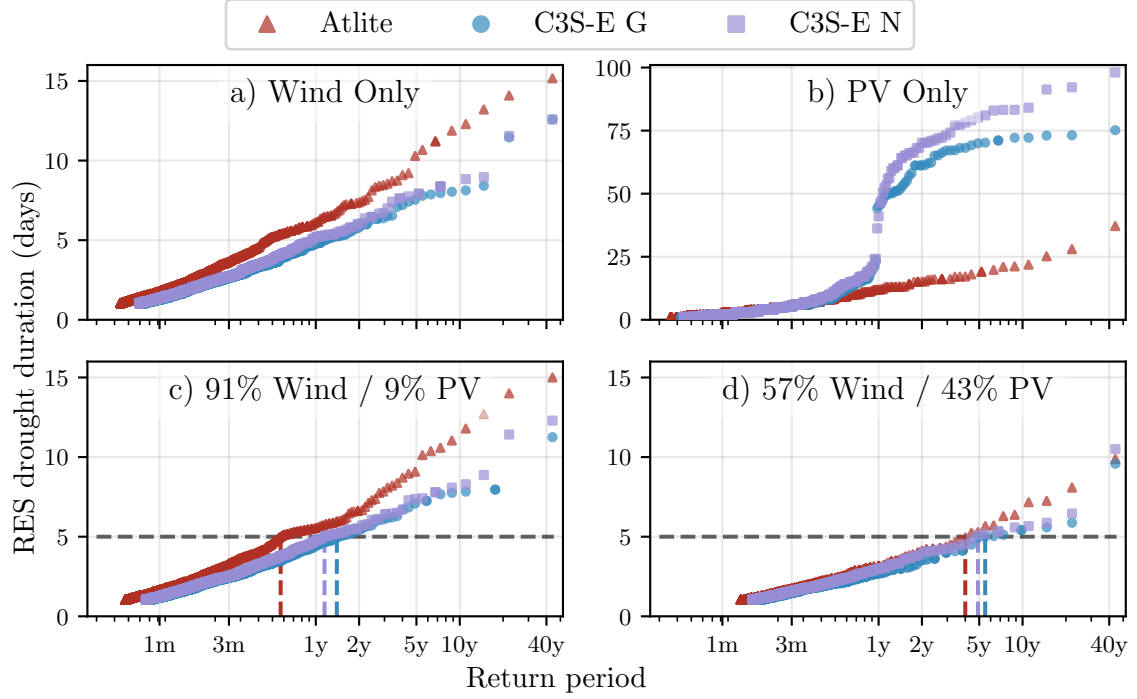 Atlite C3S-E G C3S-E N
a) Wind Only
b) PV Only
15
10
5
0
100
75
50
25
0
c) 91% Wind / 9% PV
d) 57% Wind / 43% PV
15
10
5
0
15
10
5
0
1m 3m 1y 2y 5y 10y 40y
1m 3m 1y 2y 5y 10y 40y
RES drought duration (days)
Return period